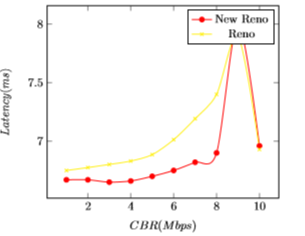 New Reno
Reno
8
7.5
7
Latency(ms)
2 4 6 8 10
CBR(Mbps)